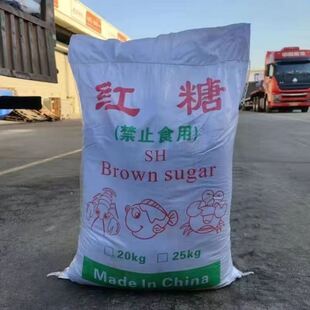 红糖
(禁止食用)
SH
Brown sugar
20kg 25kg
Made In China